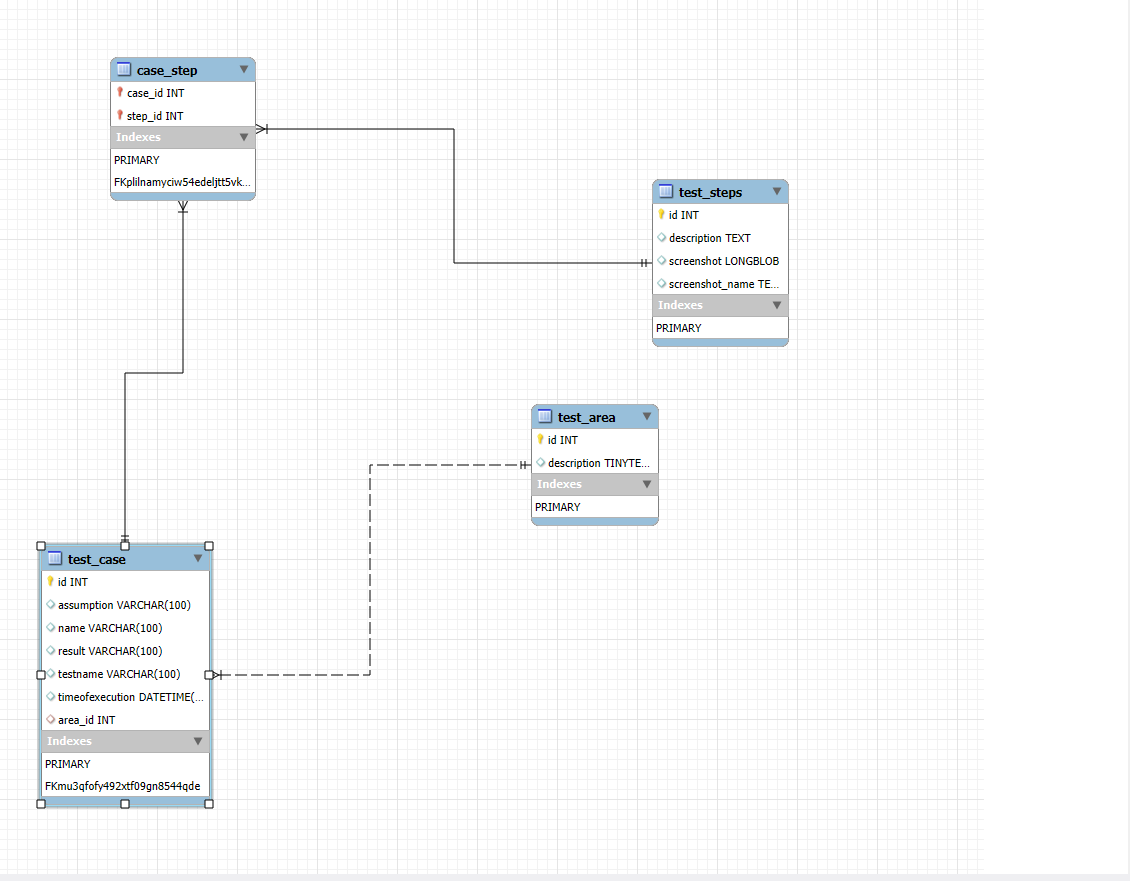 case_step
case_id INT
step_id INT
Indexes
PRIMARY
FKplilnamyciw54edeljtt5vk...
test_steps
id INT
description TEXT
screenshot LONGBLOB
screenshot_name TE...
Indexes
PRIMARY
test_area
id INT
description TINYTE...
Indexes
PRIMARY
test_case
id INT
assumption VARCHAR(100)
name VARCHAR(100)
result VARCHAR(100)
testname VARCHAR(100)
timeofexecution DATETIME(...
area_id INT
Indexes
PRIMARY
FKmu3qfofy492xtf09gn8544qde